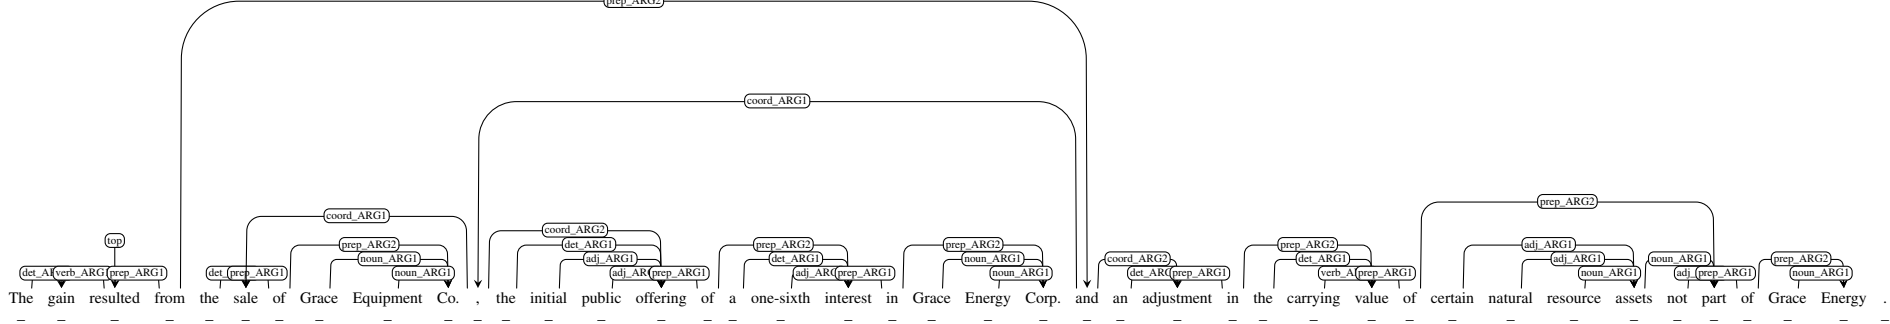 prep_ARG2
coord_ARG1
prep_ARG2
coord_ARG1
coord_ARG2
top prep_ARG2 det_ARG1 prep_ARG2 prep_ARG2 prep_ARG2 adj_ARG1
noun_ARG1 adj_ARG1 det_ARG1 noun_ARG1 coord_ARG2 det_ARG1 adj_ARG1 noun_ARG1 prep_ARG2
prep_ARG1 prep_ARG1 noun_ARG1 prep_ARG1 prep_ARG1 noun_ARG1 prep_ARG1 prep_ARG1 noun_ARG1 prep_ARG1 noun_ARG1
The gain resulted from the sale of Grace Equipment Co. , the initial public offering of a one-sixth interest in Grace Energy Corp. and an adjustment in the carrying value of certain natural resource assets not part of Grace Energy .
_ _ _ _ _ _ _ _ _ _ _ _ _ _ _ _ _ _ _ _ _ _ _ _ _ _ _ _ _ _ _ _ _ _ _ _ _ _ _ _